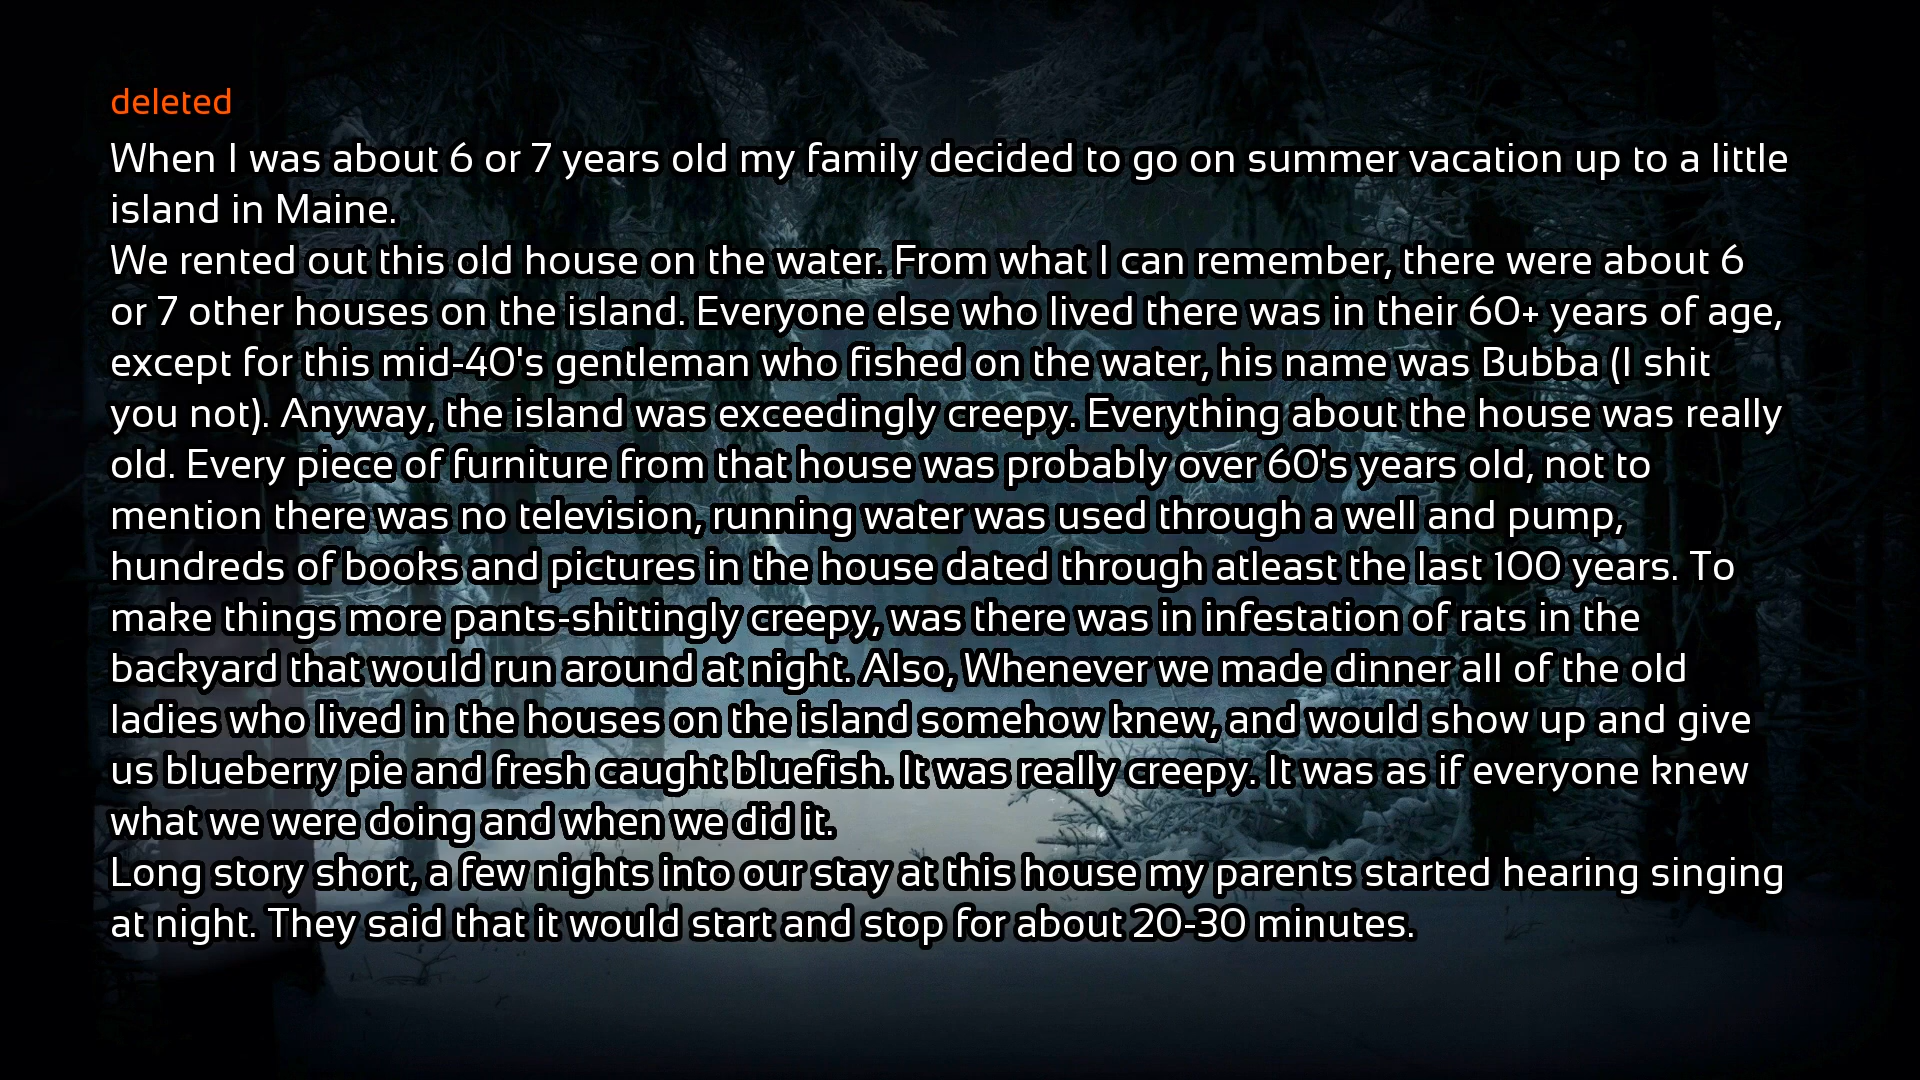 deleted
When I was about 6 or 7 years old my family decided to go on summer vacation up to a little
island in Maine.
We rented out this old house on the water. From what I can remember, there were about 6
or 7 other houses on the island. Everyone else who lived there was in their 60+ years of age,
except for this mid-40's gentleman who fished on the water, his name was Bubba (I shit
you not). Anyway, the island was exceedingly creepy. Everything about the house was really
old. Every piece of furniture from that house was probably over 60's years old, not to
mention there was no television, running water was used through a well and pump,
hundreds of books and pictures in the house dated through atleast the last 100 years. To
make things more pants-shittingly creepy, was there was in infestation of rats in the
backyard that would run around at night. Also, Whenever we made dinner all of the old
ladies who lived in the houses on the island somehow knew, and would show up and give
us blueberry pie and fresh caught bluefish. It was really creepy. It was as if everyone knew
what we were doing and when we did it.
Long story short, a few nights into our stay at this house my parents started hearing singing
at night. They said that it would start and stop for about 20-30 minutes.